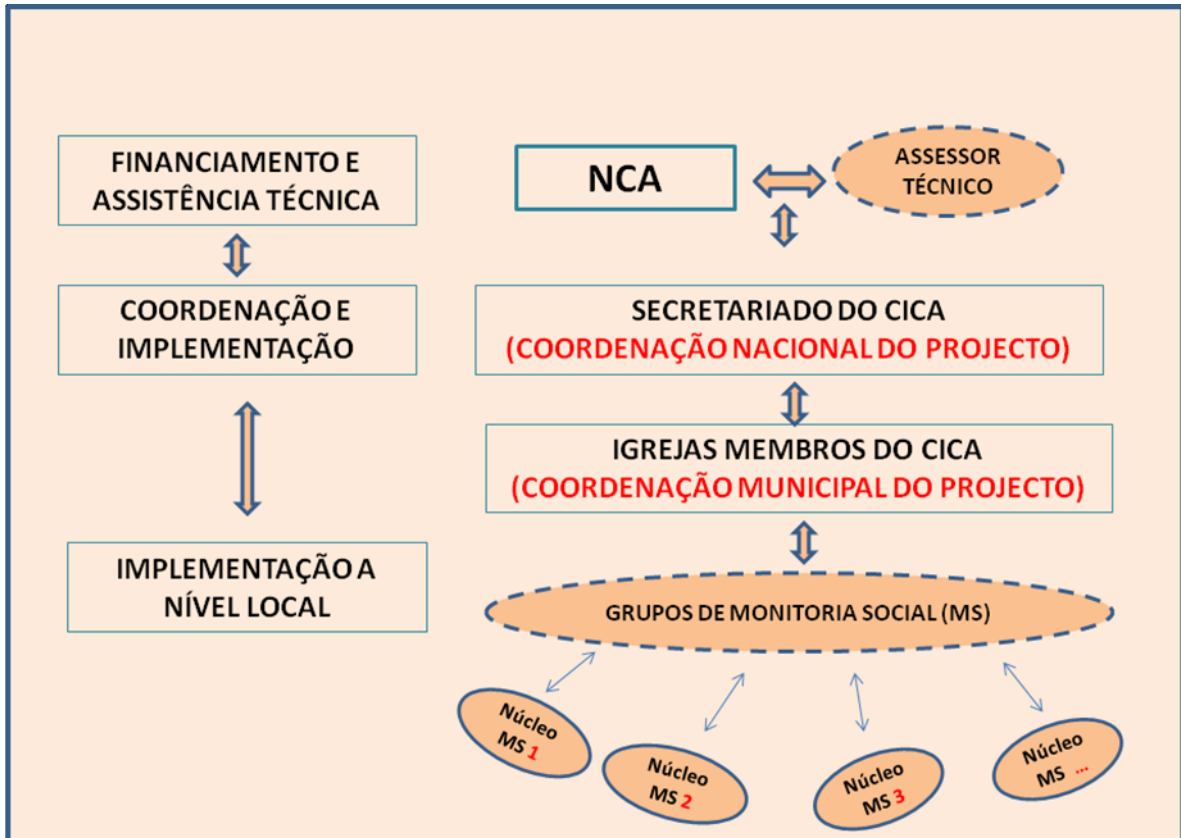 FINANCIAMENTO E
ASSISTÊNCIA TÉCNICA
NCA
ASSESSOR
TÉCNICO
COORDENAÇÃO E
IMPLEMENTAÇÃO
SECRETARIADO DO CICA
(COORDENAÇÃO NACIONAL DO PROJECTO)
IGREJAS MEMBROS DO CICA
(COORDENAÇÃO MUNICIPAL DO PROJECTO)
IMPLEMENTAÇÃO A
NÍVEL LOCAL
GRUPOS DE MONITORIA SOCIAL (MS)
Núcleo
MS 1
Núcleo
MS 2
Núcleo
MS 3
Núcleo
MS ...